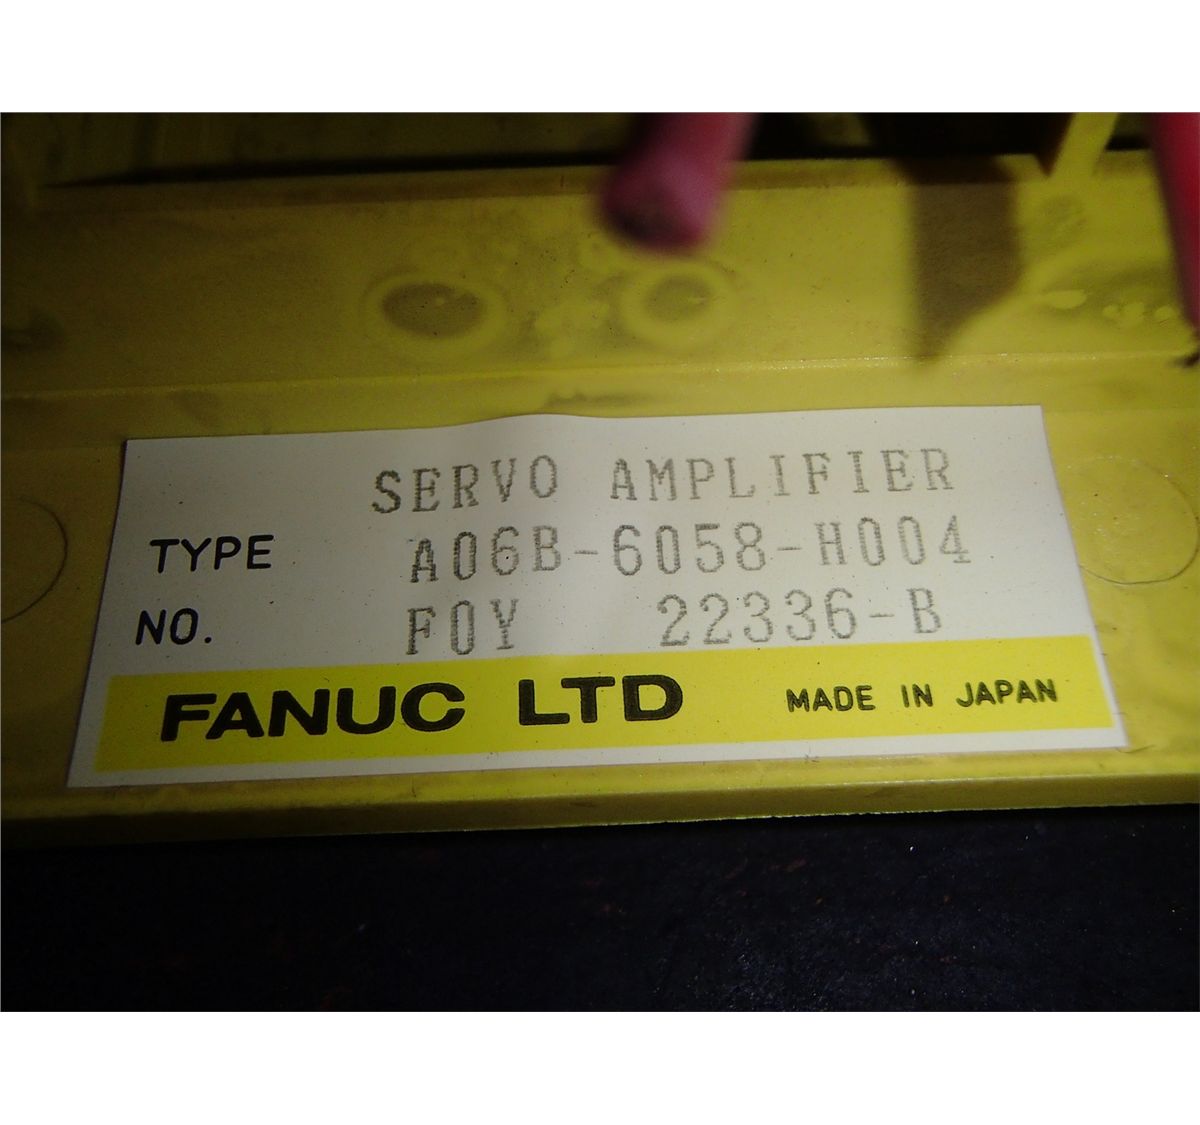 SERVO AMPLIFIER
TYPE A06B-6058-H004
NO. F0Y 22336-B
FANUC LTD MADE IN JAPAN